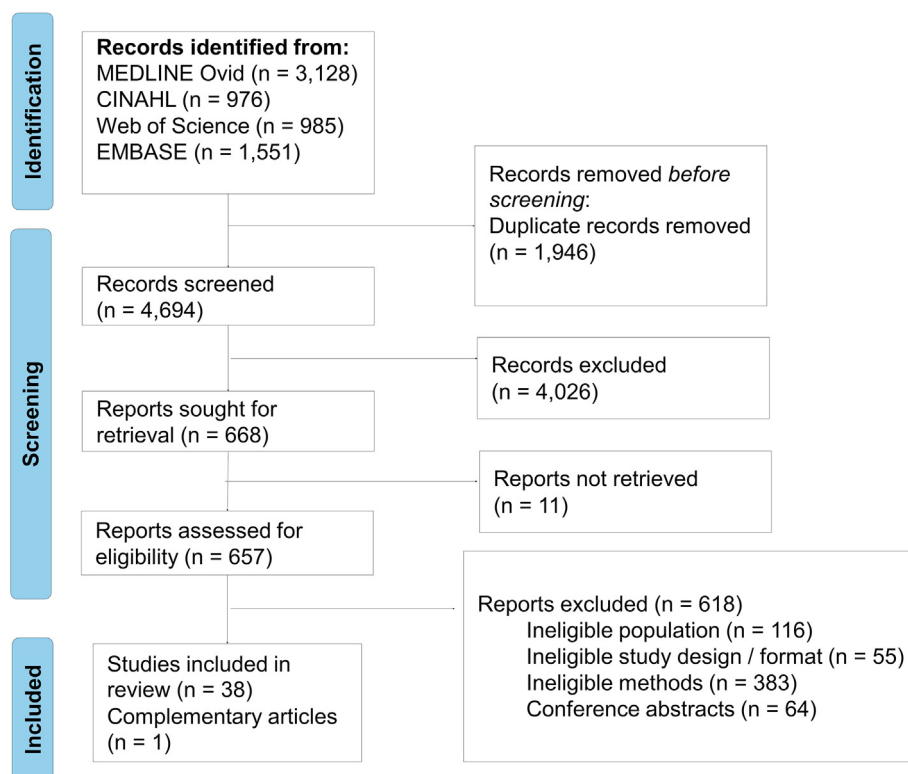 Identification
Records identified from:
MEDLINE Ovid (n = 3,128)
CINAHL (n = 976)
Web of Science (n = 985)
EMBASE (n = 1,551)
Records removed before
screening:
Duplicate records removed
(n = 1,946)
Screening
Records screened
(n = 4,694)
Records excluded
(n = 4,026)
Reports sought for
retrieval (n = 668)
Reports not retrieved
(n = 11)
Reports assessed for
eligibility (n = 657)
Reports excluded (n = 618)
Ineligible population (n = 116)
Ineligible study design / format (n = 55)
Ineligible methods (n = 383)
Conference abstracts (n = 64)
Included
Studies included in
review (n = 38)
Complementary articles
(n = 1)